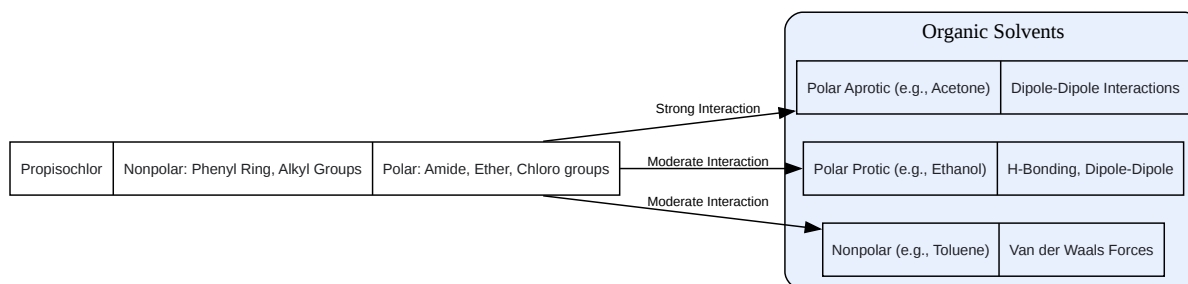 Organic Solvents
Polar Aprotic (e.g., Acetone) Dipole-Dipole Interactions
Strong Interaction
Propisochlor Nonpolar: Phenyl Ring, Alkyl Groups Polar: Amide, Ether, Chloro groups
Moderate Interaction
Polar Protic (e.g., Ethanol) H-Bonding, Dipole-Dipole
Moderate Interaction
Nonpolar (e.g., Toluene) Van der Waals Forces